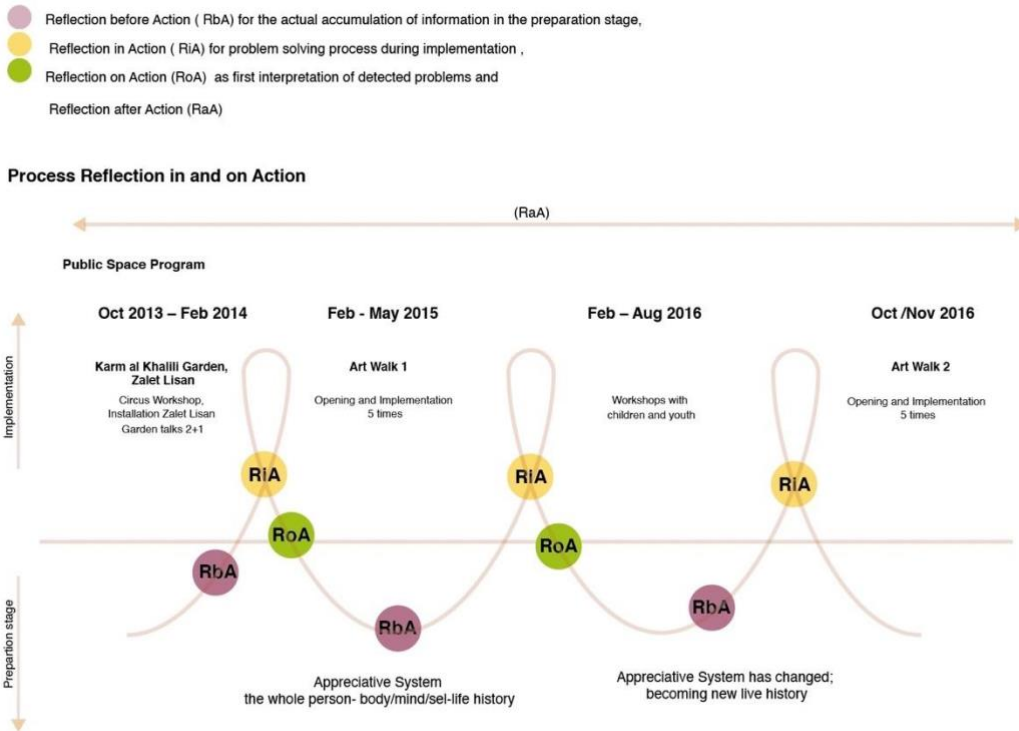 Reflection before Action ( RbA) for the actual accumulation of information in the preparation stage,
Reflection in Action ( RiA) for problem solving process during implementation ,
Reflection on Action (RoA) as first interpretation of detected problems and
Reflection after Action (RaA)
Process Reflection in and on Action
(RaA)
Public Space Program
Oct 2013 – Feb 2014
Feb - May 2015
Feb – Aug 2016
Oct /Nov 2016
Implementation
Karm al Khalili Garden,
Zalet Lisan
Circus Workshop,
Installation Zalet Lisan
Garden talks 2+1
Art Walk 1
Opening and Implementation
5 times
Workshops with
children and youth
Art Walk 2
Opening and Implementation
5 times
RiA
RiA
RiA
RoA
RoA
RbA
RbA
RbA
Prepartion stage
Appreciative System
the whole person- body/mind/sel-life history
Appreciative System has changed;
becoming new live history